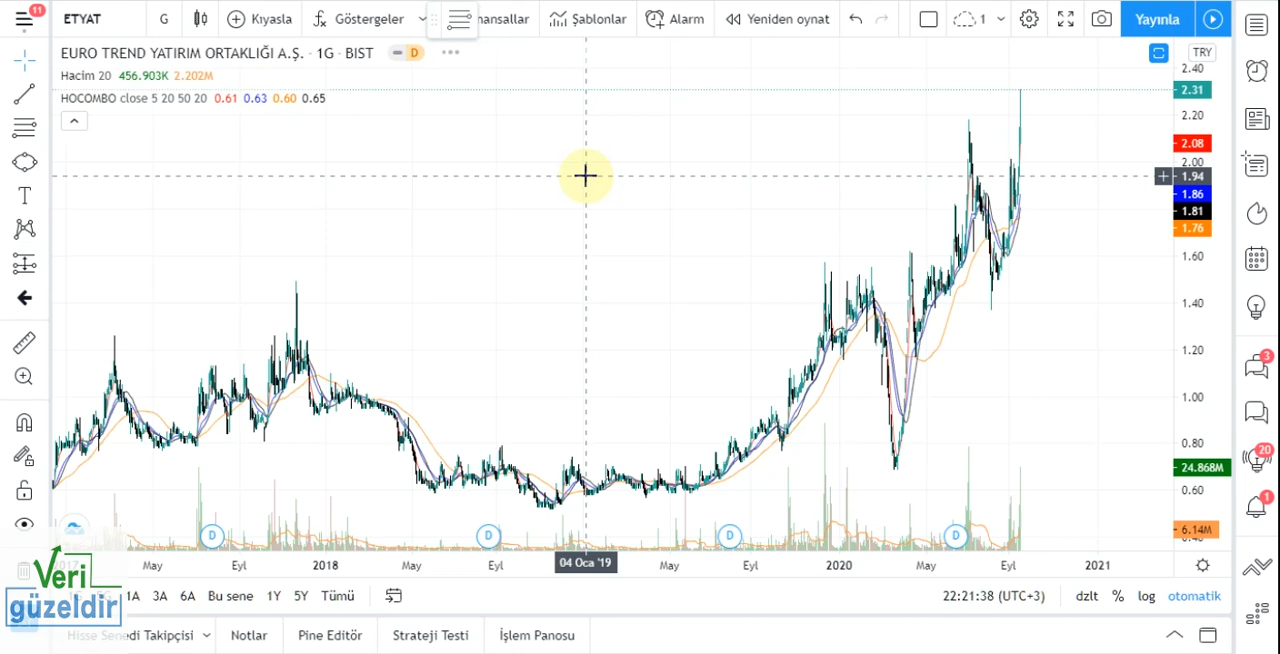 11
ETYAT
G
Kıyasla
Göstergeler
nansallar
Şablonlar
Alarm
Yeniden oynat
1
Yayınla
EURO TREND YATIRIM ORTAKLIĞI A.Ş. · 1G · BIST
D
Hacim 20 456.903K 2.202M
HOCOMBO close 5 20 50 20 0.61 0.63 0.60 0.65
TRY
2.40
2.31
2.20
2.08
2.00
1.94
1.86
1.81
1.76
1.60
1.40
1.20
1.00
0.80
24.868M
0.60
6.14M
T
3
20
1
D
D
D
D
2017
May
Eyl
2018
May
Eyl
04 Oca '19
May
Eyl
2020
May
Eyl
2021
1A
3A
6A
Bu sene
1Y
5Y
Tümü
22:21:38 (UTC+3)
dzlt
%
log
otomatik
Veri
güzeldir
Hisse Senedi Takipçisi
Notlar
Pine Editör
Strateji Testi
İşlem Panosu